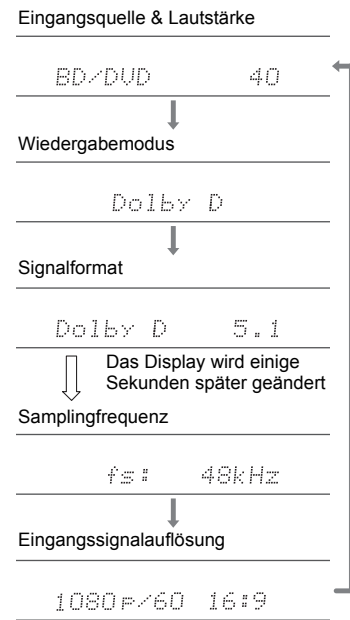 Eingangsquelle & Lautstärke
BD/DVD 40
Wiedergabemodus
Dolby D
Signalformat
Dolby D 5.1
Das Display wird einige
Sekunden später geändert
Samplingfrequenz
fs: 48kHz
Eingangssignalauflösung
1080p/60 16:9